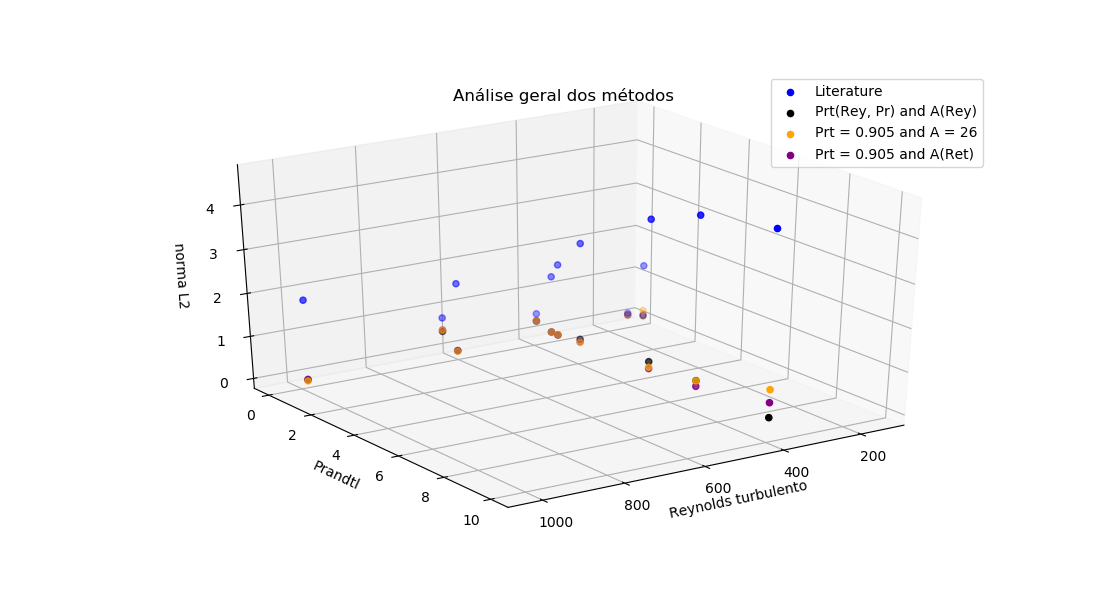 Análise geral dos métodos
Literature
Prt(Rey, Pr) and A(Rey)
Prt = 0.905 and A = 26
Prt = 0.905 and A(Ret)
norma L2
4
3
2
1
0
Prandtl
0
2
4
6
8
10
Reynolds turbulento
1000
800
600
400
200